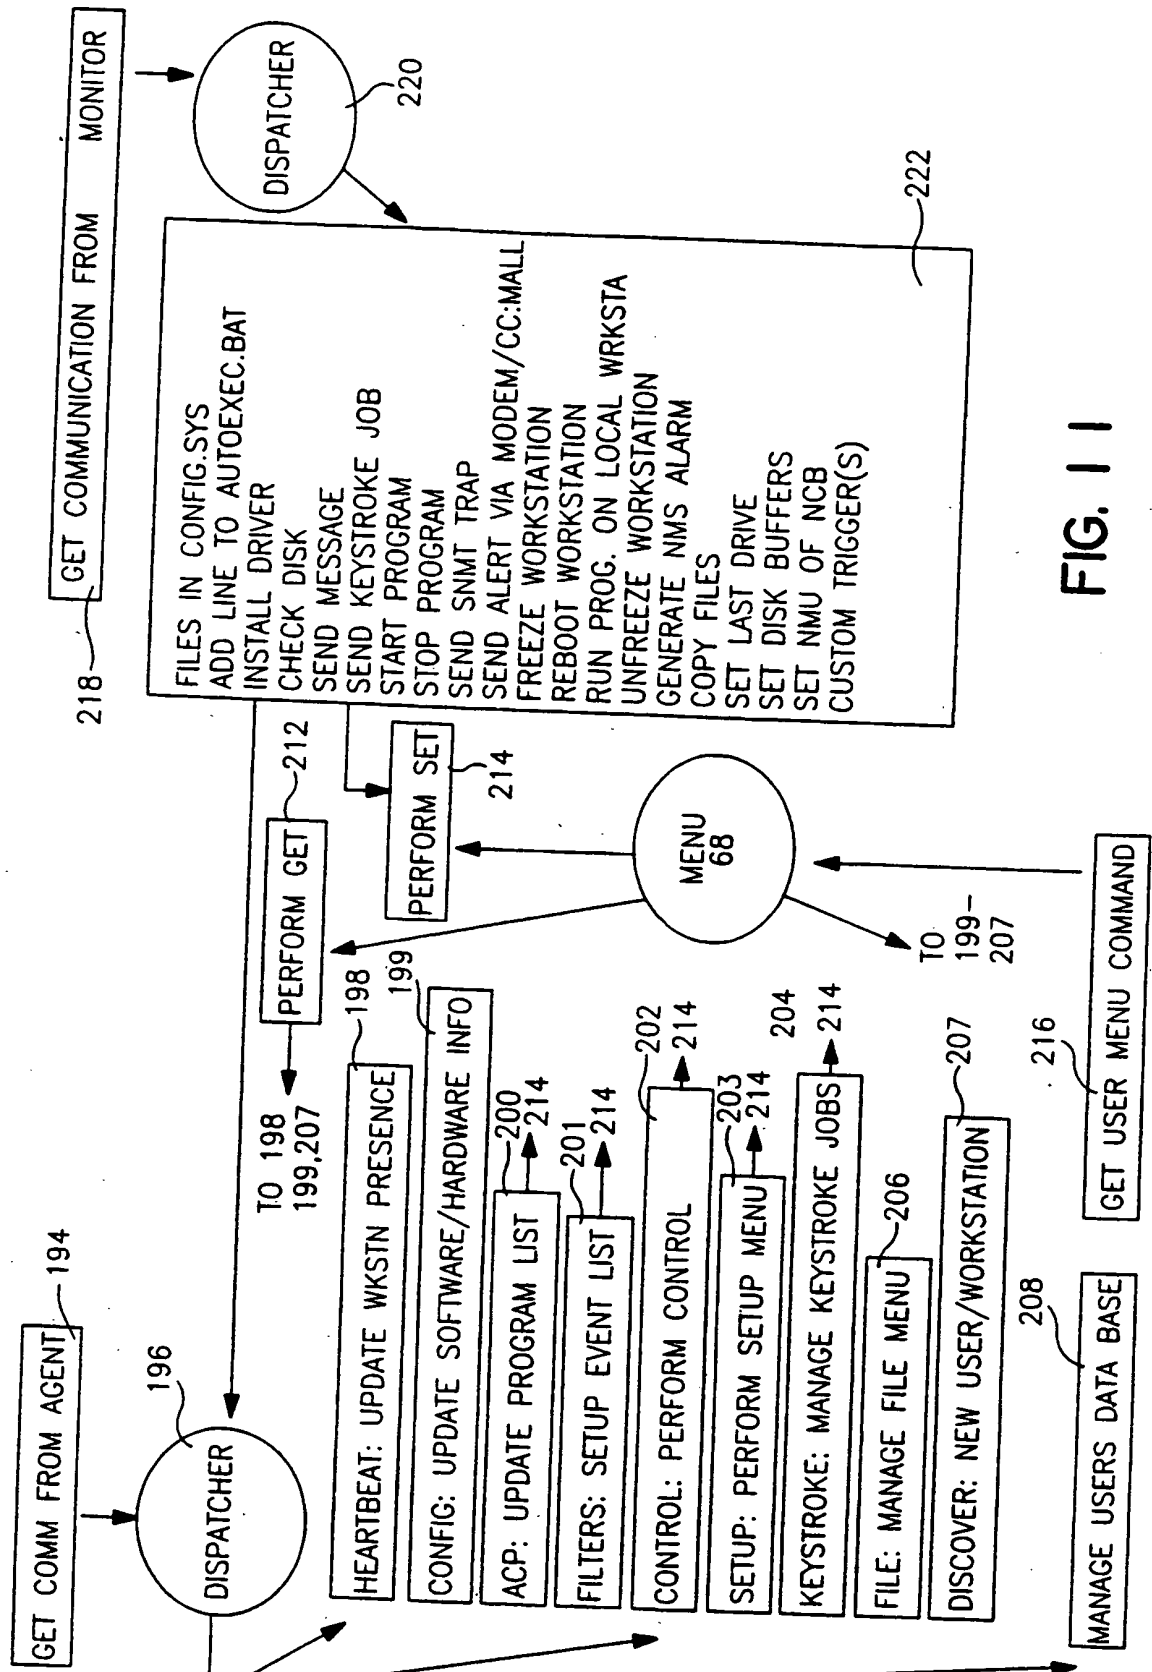 GET COMM FROM AGENT
194
DISPATCHER
196
TO 198
199,207
PERFORM GET
212
HEARTBEAT: UPDATE WKSTN PRESENCE
198
CONFIG: UPDATE SOFTWARE/HARDWARE INFO
199
ACP: UPDATE PROGRAM LIST
200
214
FILTERS: SETUP EVENT LIST
201
214
CONTROL: PERFORM CONTROL
202
214
SETUP: PERFORM SETUP MENU
203
214
KEYSTROKE: MANAGE KEYSTROKE JOBS
204
214
FILE: MANAGE FILE MENU
206
DISCOVER: NEW USER/WORKSTATION
207
MANAGE USERS DATA BASE
208
GET USER MENU COMMAND
216
MENU
68
TO
199-
207
PERFORM SET
214
218
GET COMMUNICATION FROM MONITOR
DISPATCHER
220
FILES IN CONFIG.SYS
ADD LINE TO AUTOEXEC.BAT
INSTALL DRIVER
CHECK DISK
SEND MESSAGE
SEND KEYSTROKE JOB
START PROGRAM
STOP PROGRAM
SEND SNMT TRAP
SEND ALERT VIA MODEM/CC:MALL
FREEZE WORKSTATION
REBOOT WORKSTATION
RUN PROG. ON LOCAL WRKSTA
UNFREEZE WORKSTATION
GENERATE NMS ALARM
COPY FILES
SET LAST DRIVE
SET DISK BUFFERS
SET NMU OF NCB
CUSTOM TRIGGER(S)
222
FIG. 11